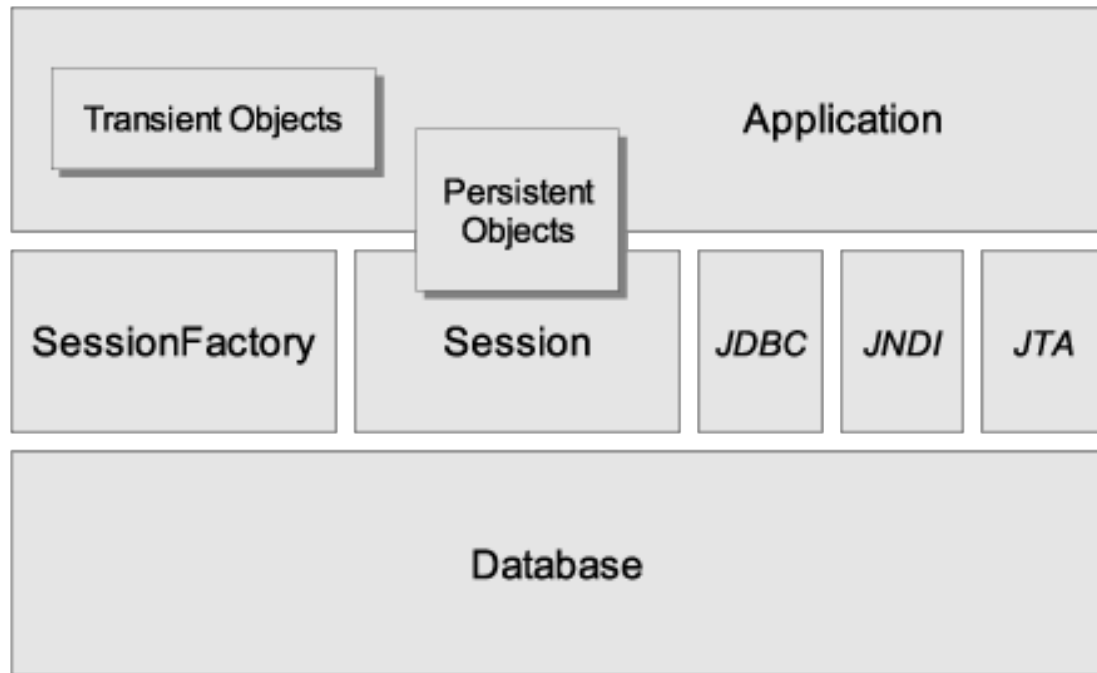 Transient Objects
Application
Persistent
Objects
SessionFactory
Session
JDBC
JNDI
JTA
Database